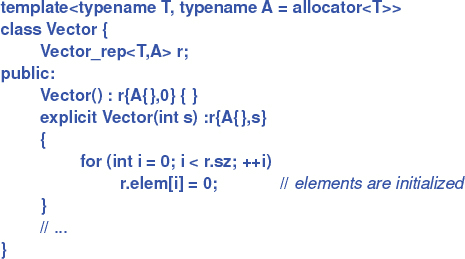 template<typename T, typename A = allocator<T>>
class Vector {
Vector_rep<T,A> r;
public:
Vector() : r{A{},0} { }
explicit Vector(int s) :r{A{},s}
{
for (int i = 0; i < r.sz; ++i)
r.elem[i] = 0; // elements are initialized
}
// ...
}